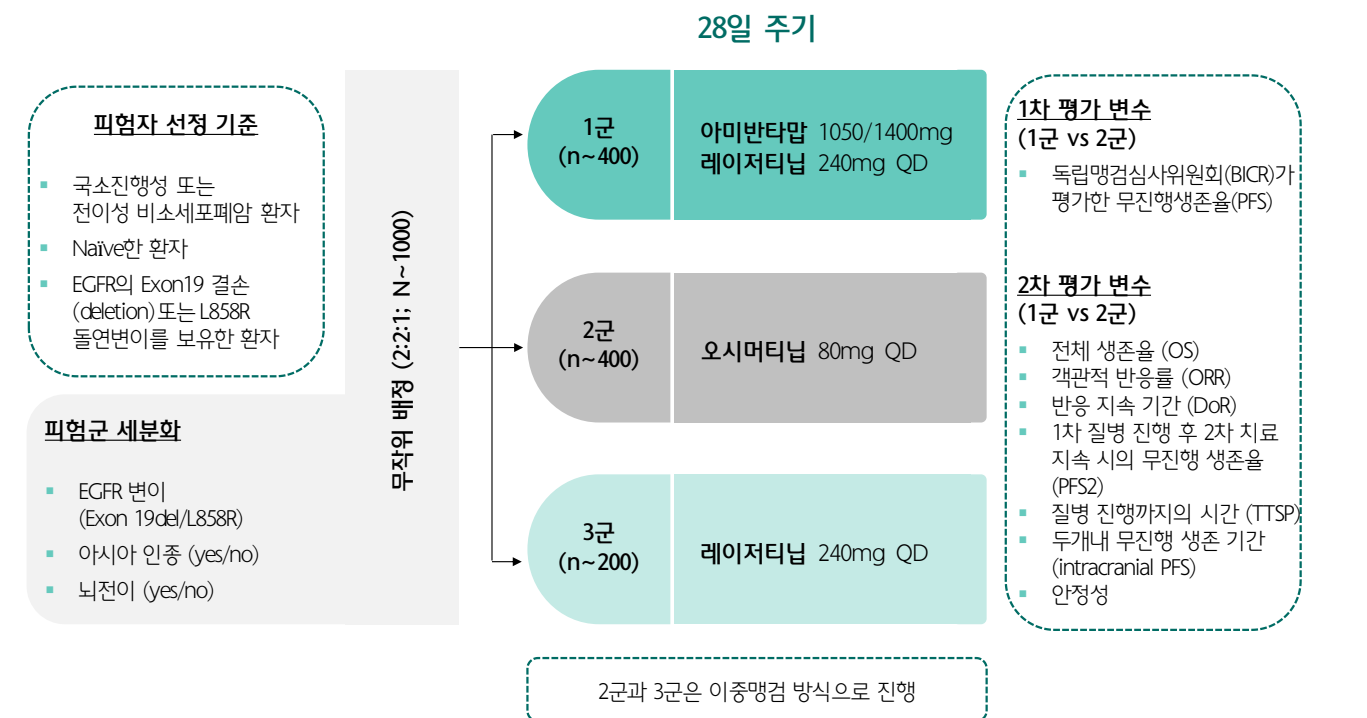 28일 주기
피험자 선정 기준
국소진행성 또는
전이성 비소세포폐암 환자
Naïve한 환자
EGFR의 Exon19 결손
(deletion) 또는 L858R
돌연변이를 보유한 환자
피험군 세분화
EGFR 변이
(Exon 19del/L858R)
아시아 인종 (yes/no)
뇌전이 (yes/no)
무작위 배정 (2:2:1; N~1000)
1군
(n~400)
아미반타맙 1050/1400mg
레이저티닙 240mg QD
2군
(n~400)
오시머티닙 80mg QD
3군
(n~200)
레이저티닙 240mg QD
2군과 3군은 이중맹검 방식으로 진행
1차 평가 변수
(1군 vs 2군)
독립맹검심사위원회(BICR)가
평가한 무진행생존율(PFS)
2차 평가 변수
(1군 vs 2군)
전체 생존율 (OS)
객관적 반응률 (ORR)
반응 지속 기간 (DoR)
1차 질병 진행 후 2차 치료
지속 시의 무진행 생존율
(PFS2)
질병 진행까지의 시간 (TTSP)
두개내 무진행 생존 기간
(intracranial PFS)
안정성